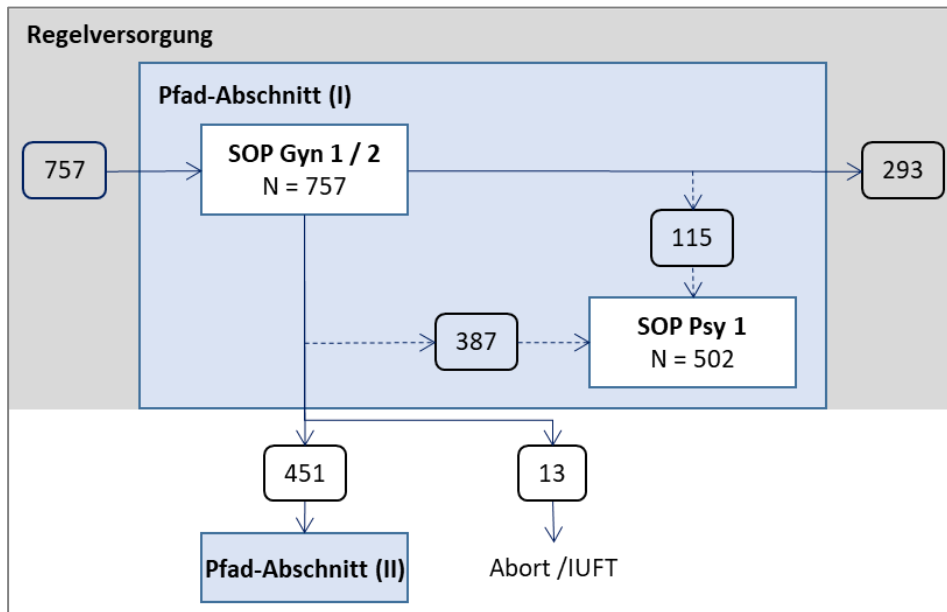 Regelversorgung
Pfad-Abschnitt (I)
SOP Gyn 1 / 2
N = 757
757
293
115
SOP Psy 1
N = 502
387
451
13
Pfad-Abschnitt (II)
Abort /IUFT